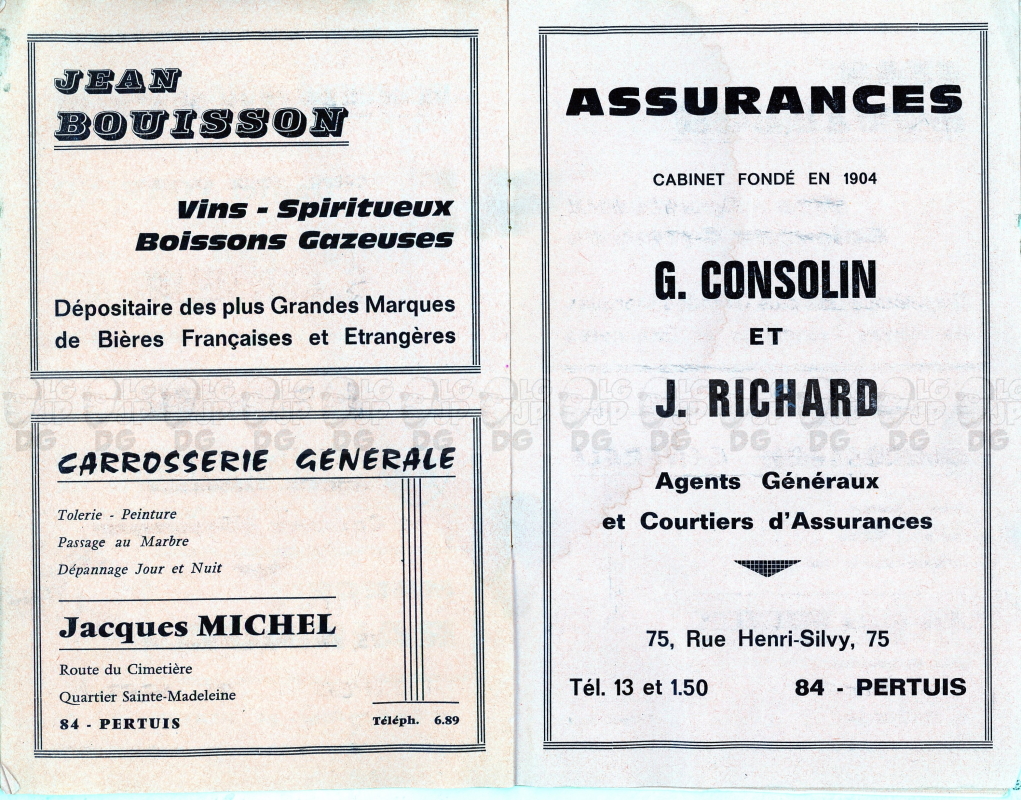 JEAN
BOUISSON
Vins - Spiritueux
Boissons Gazeuses
Dépositaire des plus Grandes Marques
de Bières Françaises et Etrangères
CARROSSERIE GÉNÉRALE
Tolerie - Peinture
Passage au Marbre
Dépannage Jour et Nuit
Jacques MICHEL
Route du Cimetière
Quartier Sainte-Madeleine
84 - PERTUIS
Téléph. 6.89
ASSURANCES
CABINET FONDÉ EN 1904
G. CONSOLIN
ET
J. RICHARD
Agents Généraux
et Courtiers d'Assurances
75, Rue Henri-Silvy, 75
Tél. 13 et 1.50 84 - PERTUIS